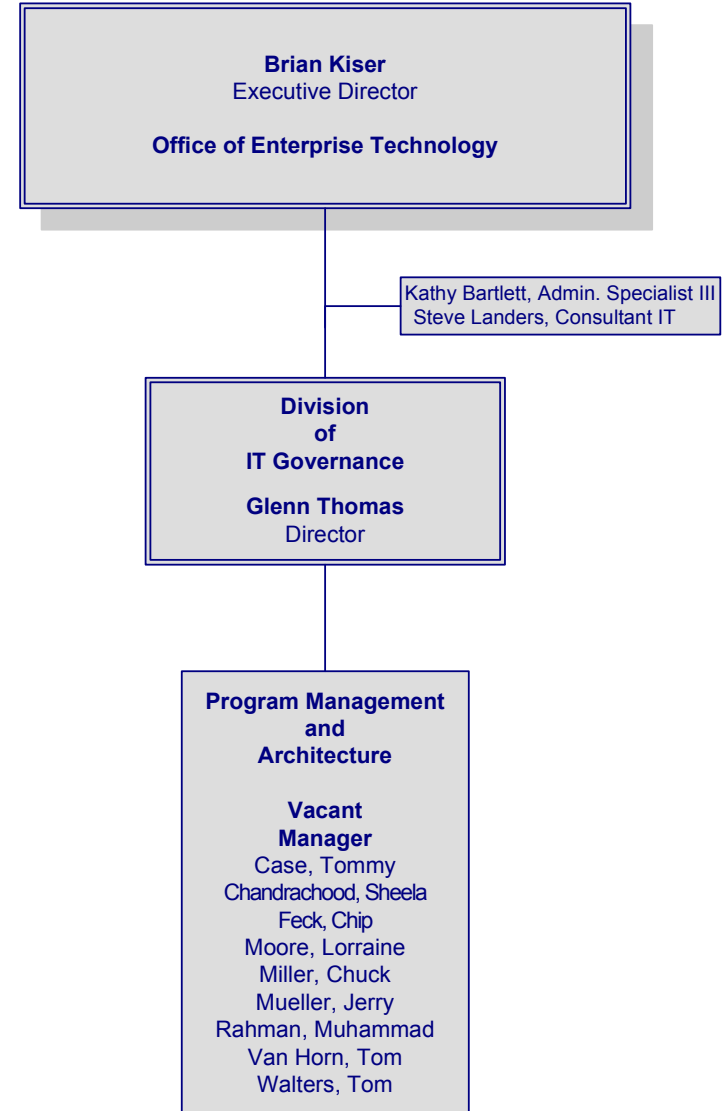 Brian Kiser
Executive Director
Office of Enterprise Technology
Kathy Bartlett, Admin. Specialist III
Steve Landers, Consultant IT
Division
of
IT Governance
Glenn Thomas
Director
Program Management
and
Architecture
Vacant
Manager
Case, Tommy
Chandrachood, Sheela
Feck, Chip
Moore, Lorraine
Miller, Chuck
Mueller, Jerry
Rahman, Muhammad
Van Horn, Tom
Walters, Tom